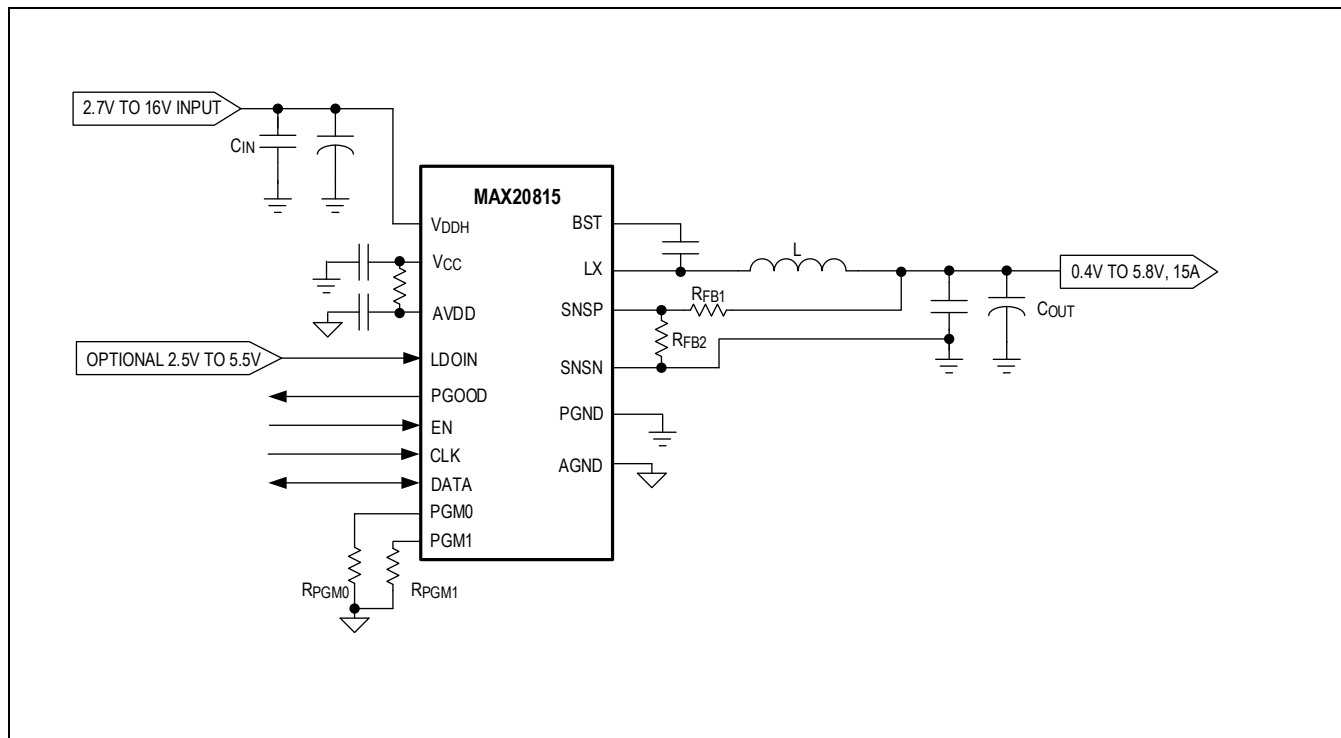 2.7V TO 16V INPUT
CIN
MAX20815
VDDH
BST
VCC
LX
L
0.4V TO 5.8V, 15A
SNSP
RFB1
AVDD
RFB2
COUT
OPTIONAL 2.5V TO 5.5V
LDOIN
SNSN
PGOOD
PGND
EN
CLK
AGND
DATA
PGM0
PGM1
RPGM0
RPGM1